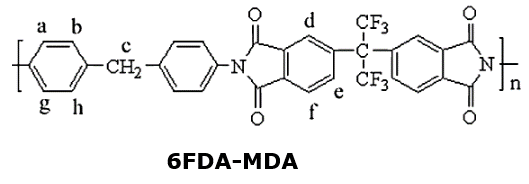 O O O
a b d CF₃
c
CH₂ N N n
CF₃
g h e
f
O O O
6FDA-MDA